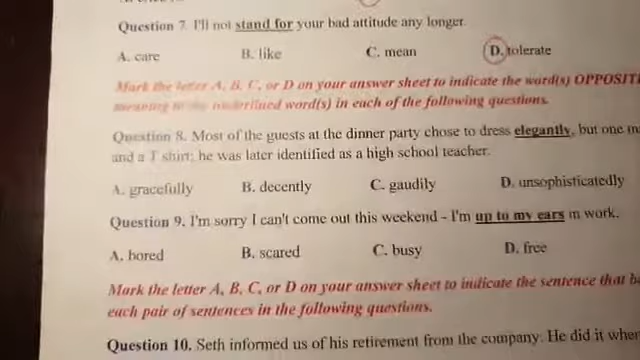 Question 7. I'll not stand for your bad attitude any longer.
A. care B. like C. mean D. tolerate
Mark the letter A, B, C, or D on your answer sheet to indicate the word(s) OPPOSITE
meaning to the underlined word(s) in each of the following questions.
Question 8. Most of the guests at the dinner party chose to dress elegantly, but one
and a T shirt; he was later identified as a high school teacher.
A. gracefully B. decently C. gaudily D. unsophisticatedly
Question 9. I'm sorry I can't come out this weekend - I'm up to my ears in work.
A. bored B. scared C. busy D. free
Mark the letter A, B, C, or D on your answer sheet to indicate the sentence that
each pair of sentences in the following questions.
Question 10. Seth informed us of his retirement from the company. He did it when